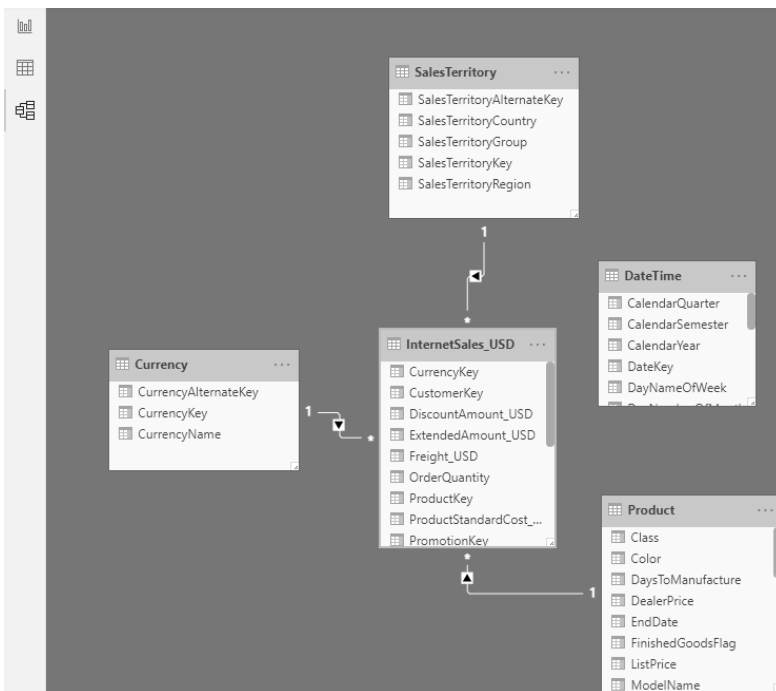 SalesTerritory
SalesTerritoryAlternateKey
SalesTerritoryCountry
SalesTerritoryGroup
SalesTerritoryKey
SalesTerritoryRegion
1
*
DateTime
CalendarQuarter
CalendarSemester
CalendarYear
DateKey
DayNameOfWeek
Currency
CurrencyAlternateKey
CurrencyKey
CurrencyName
1
*
InternetSales_USD
CurrencyKey
CustomerKey
DiscountAmount_USD
ExtendedAmount_USD
Freight_USD
OrderQuantity
ProductKey
ProductStandardCost_...
PromotionKey
*
1
Product
Class
Color
DaysToManufacture
DealerPrice
EndDate
FinishedGoodsFlag
ListPrice
ModelName